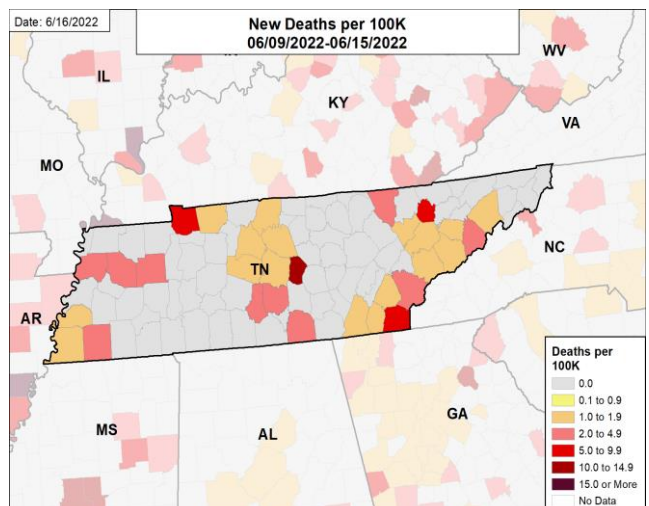 Date: 6/16/2022
New Deaths per 100K
06/09/2022-06/15/2022
WV
IL
KY
VA
MO
NC
TN
AR
MS
AL
GA
Deaths per
100K
0.0
0.1 to 0.9
1.0 to 1.9
2.0 to 4.9
5.0 to 9.9
10.0 to 14.9
15.0 or More
No Data